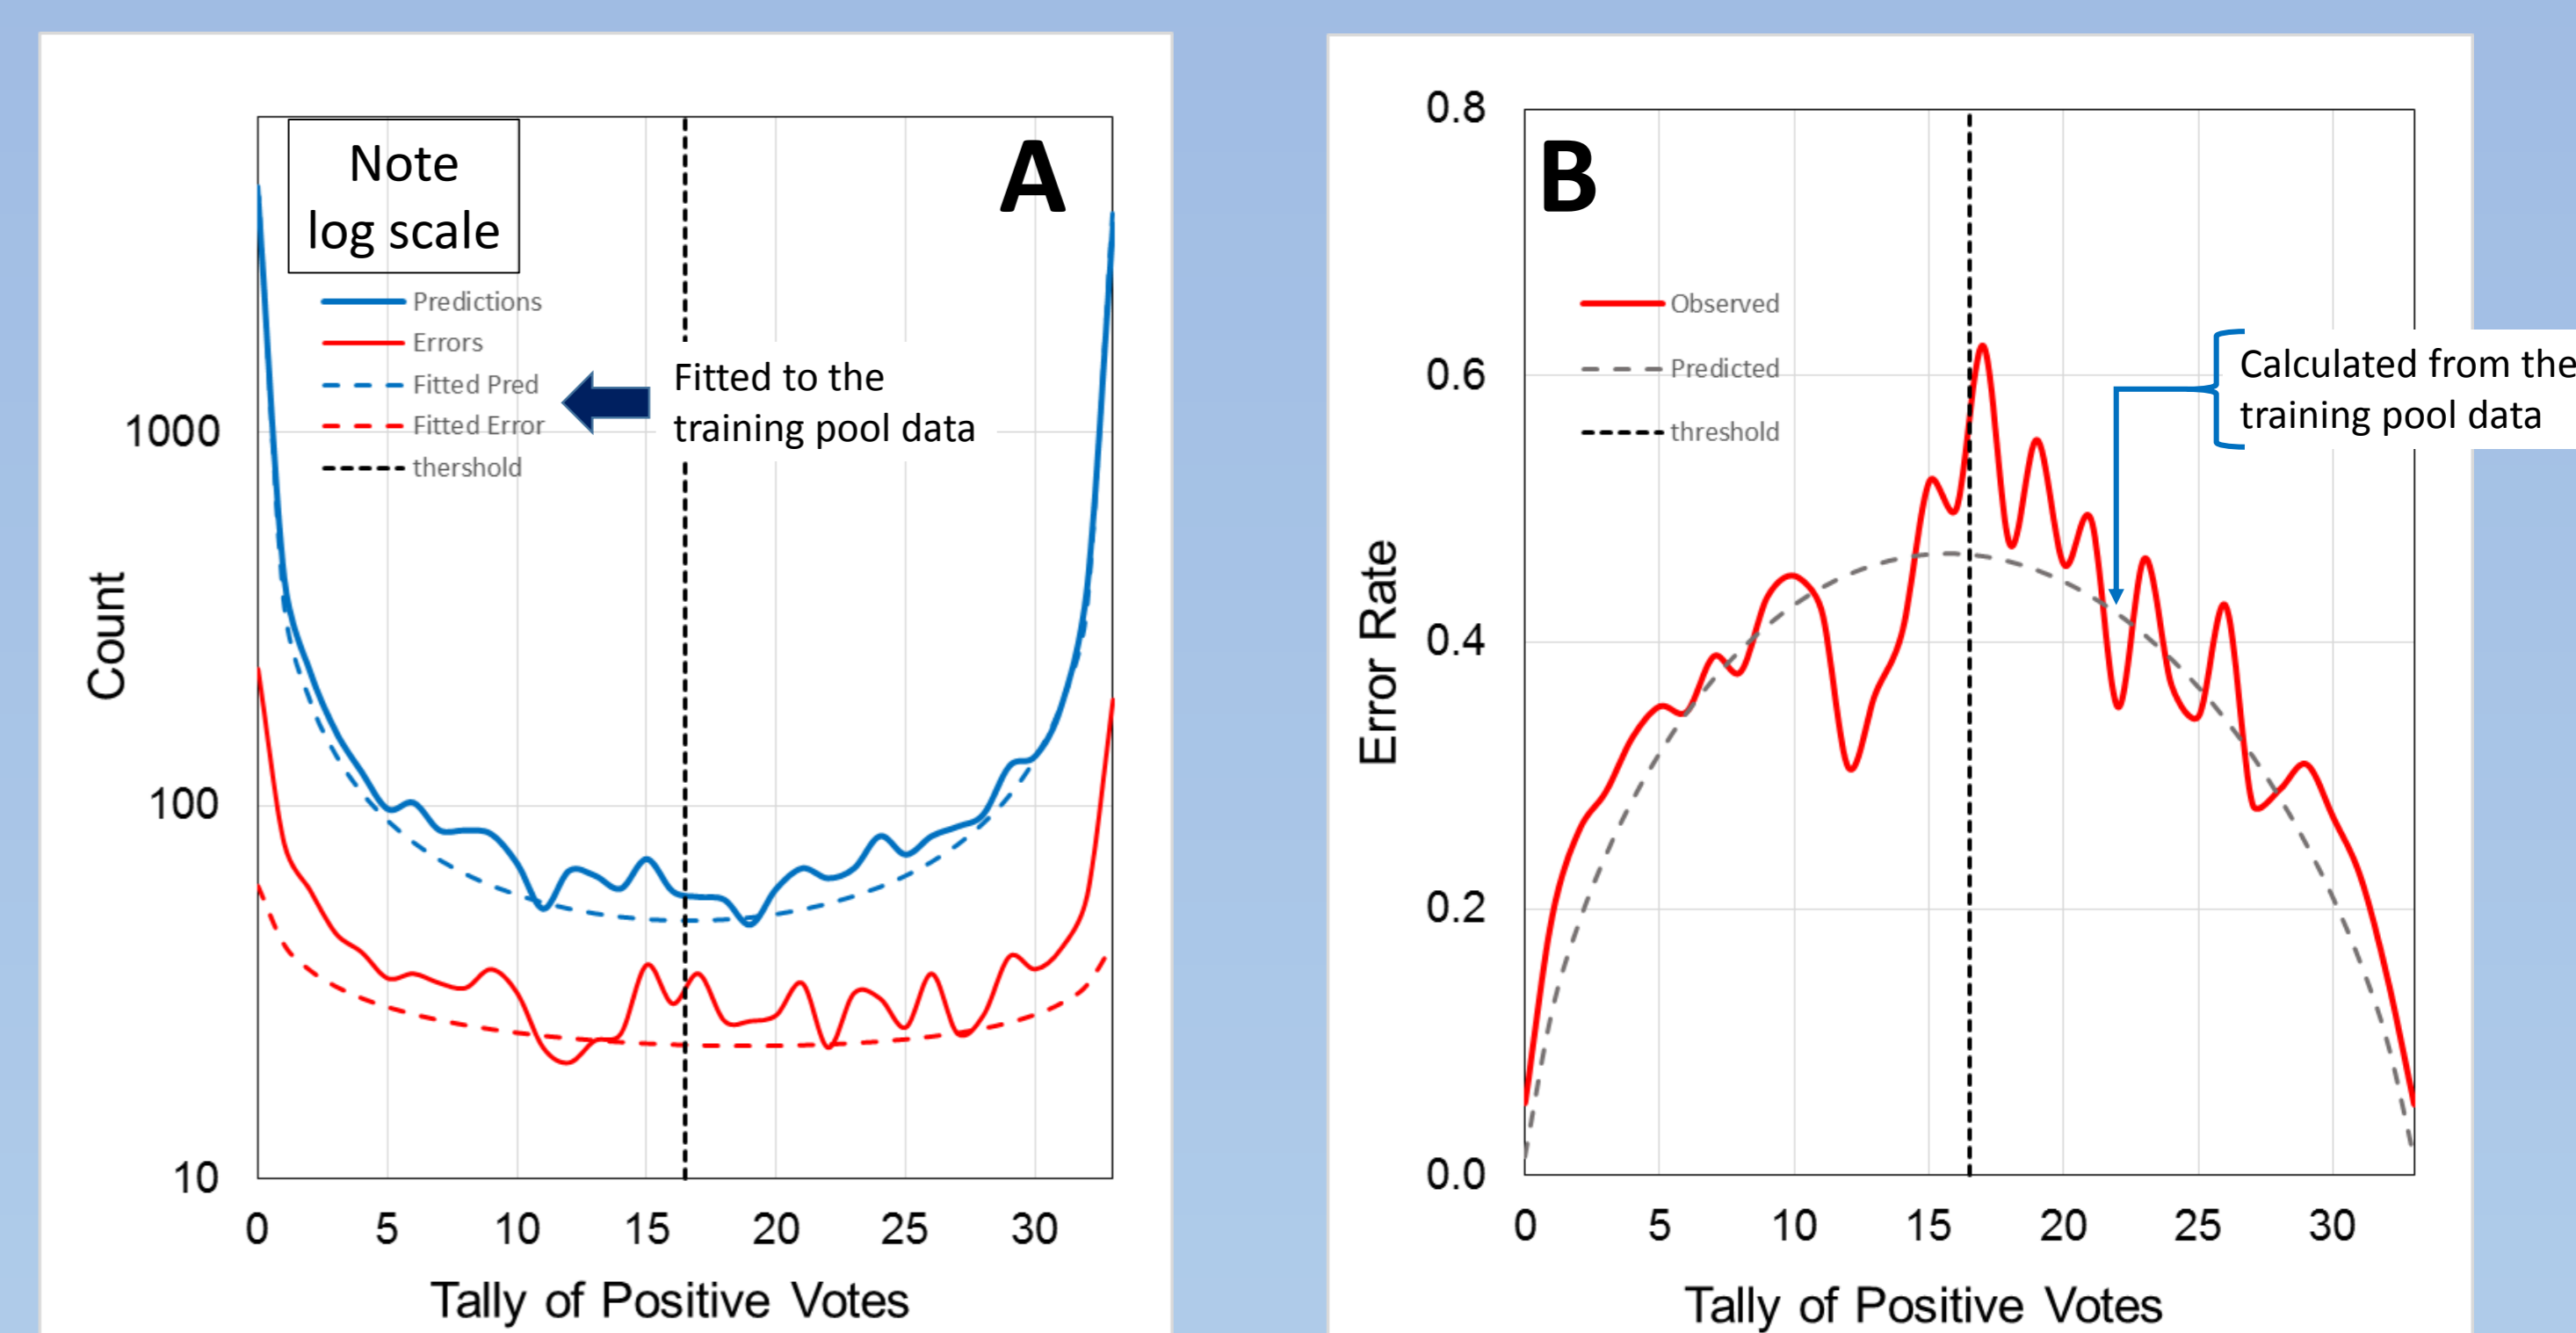 Note
log scale
A
Predictions
Errors
Fitted Pred
Fitted Error
thershold
Fitted to the
training pool data
1000
100
10
Count
0 5 10 15 20 25 30
Tally of Positive Votes
B
0.8
0.6
0.4
0.2
0.0
Observed
Predicted
threshold
Calculated from the
training pool data
Error Rate
0 5 10 15 20 25 30
Tally of Positive Votes